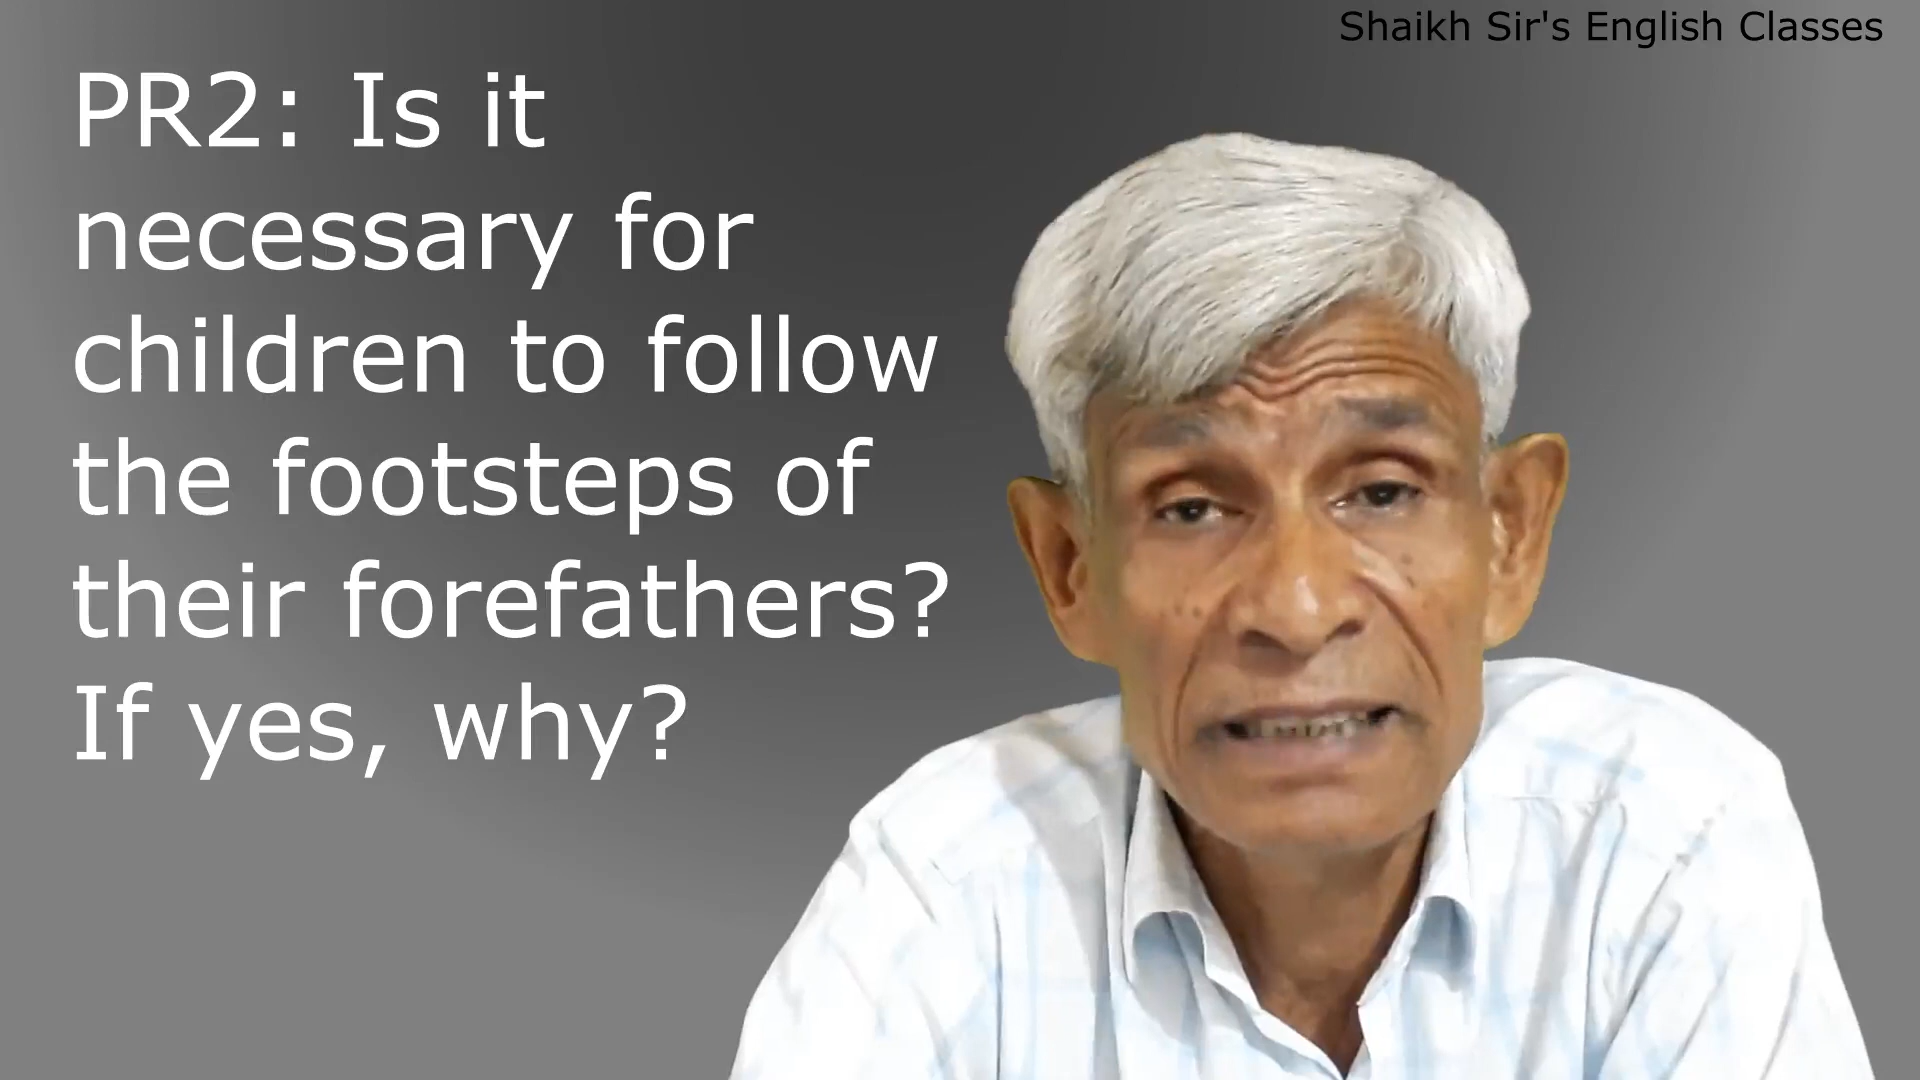 Shaikh Sir's English Classes
PR2: Is it
necessary for
children to follow
the footsteps of
their forefathers?
If yes, why?